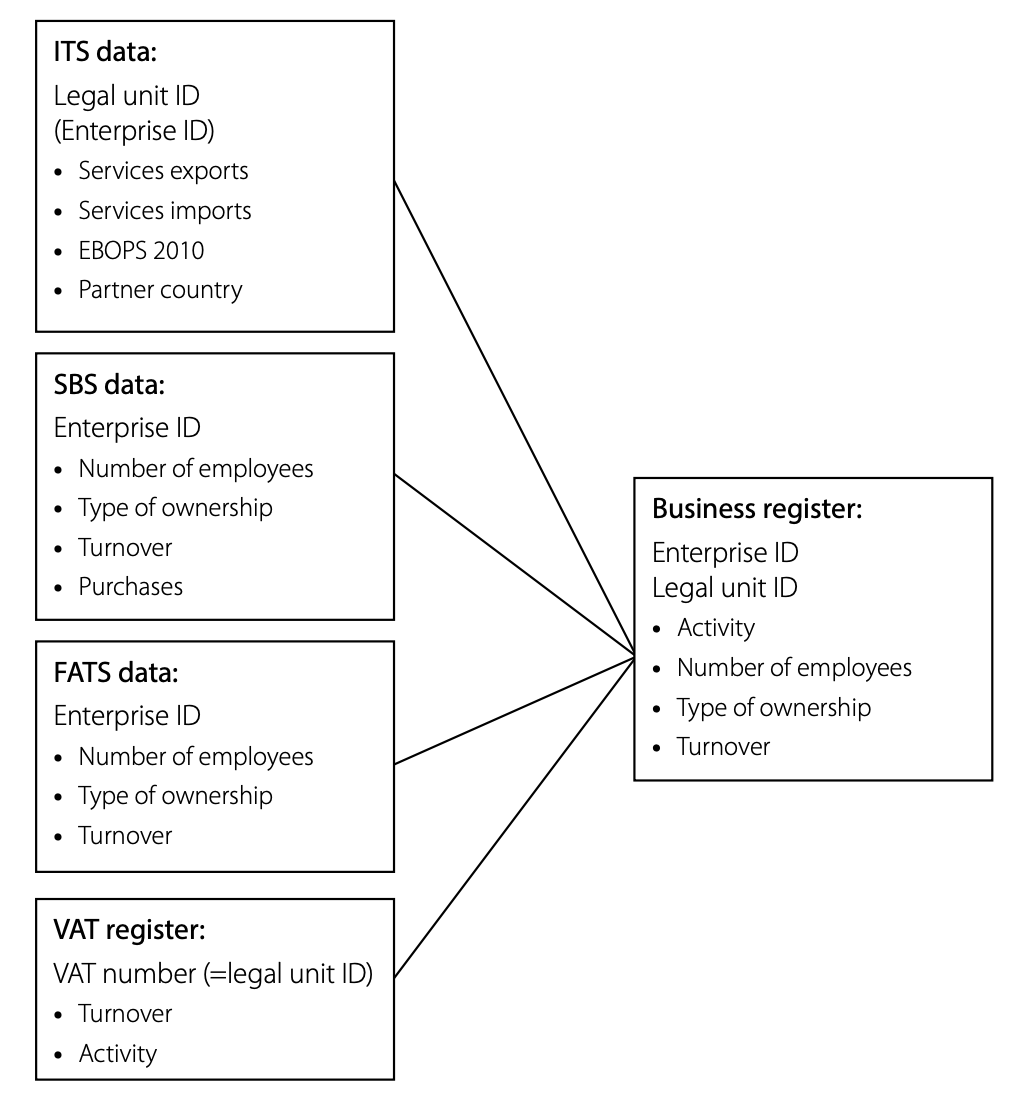 ITS data:
Legal unit ID
(Enterprise ID)
• Services exports
• Services imports
• EBOPS 2010
• Partner country
SBS data:
Enterprise ID
• Number of employees
• Type of ownership
• Turnover
• Purchases
FATS data:
Enterprise ID
• Number of employees
• Type of ownership
• Turnover
VAT register:
VAT number (=legal unit ID)
• Turnover
• Activity
Business register:
Enterprise ID
Legal unit ID
• Activity
• Number of employees
• Type of ownership
• Turnover